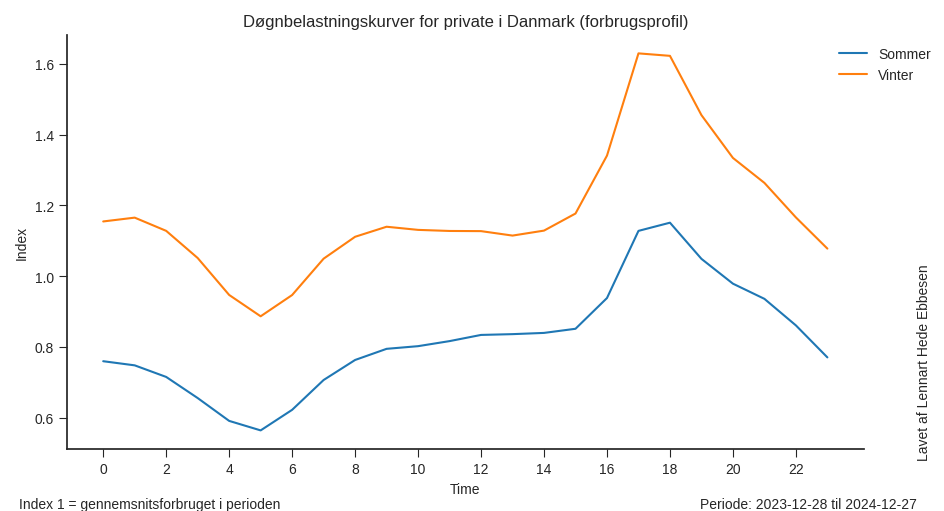 Døgnbelastningskurver for private i Danmark (forbrugsprofil)
Sommer
Vinter
1.6
1.4
1.2
1.0
0.8
0.6
Index
0 2 4 6 8 10 12 14 16 18 20 22
Time
Lavet af Lennart Hede Ebbesen
Index 1 = gennemsnitsforbruget i perioden
Periode: 2023-12-28 til 2024-12-27